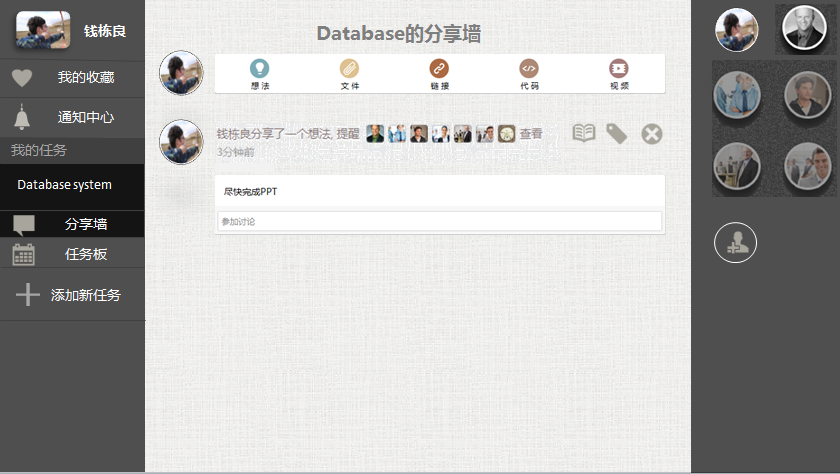 钱栋良
我的收藏
通知中心
我的任务
Database system
分享墙
任务板
添加新任务
Database的分享墙
想法 文件 链接 代码 视频
钱栋良分享了一个想法, 提醒 查看
3分钟前
尽快完成PPT
参加讨论